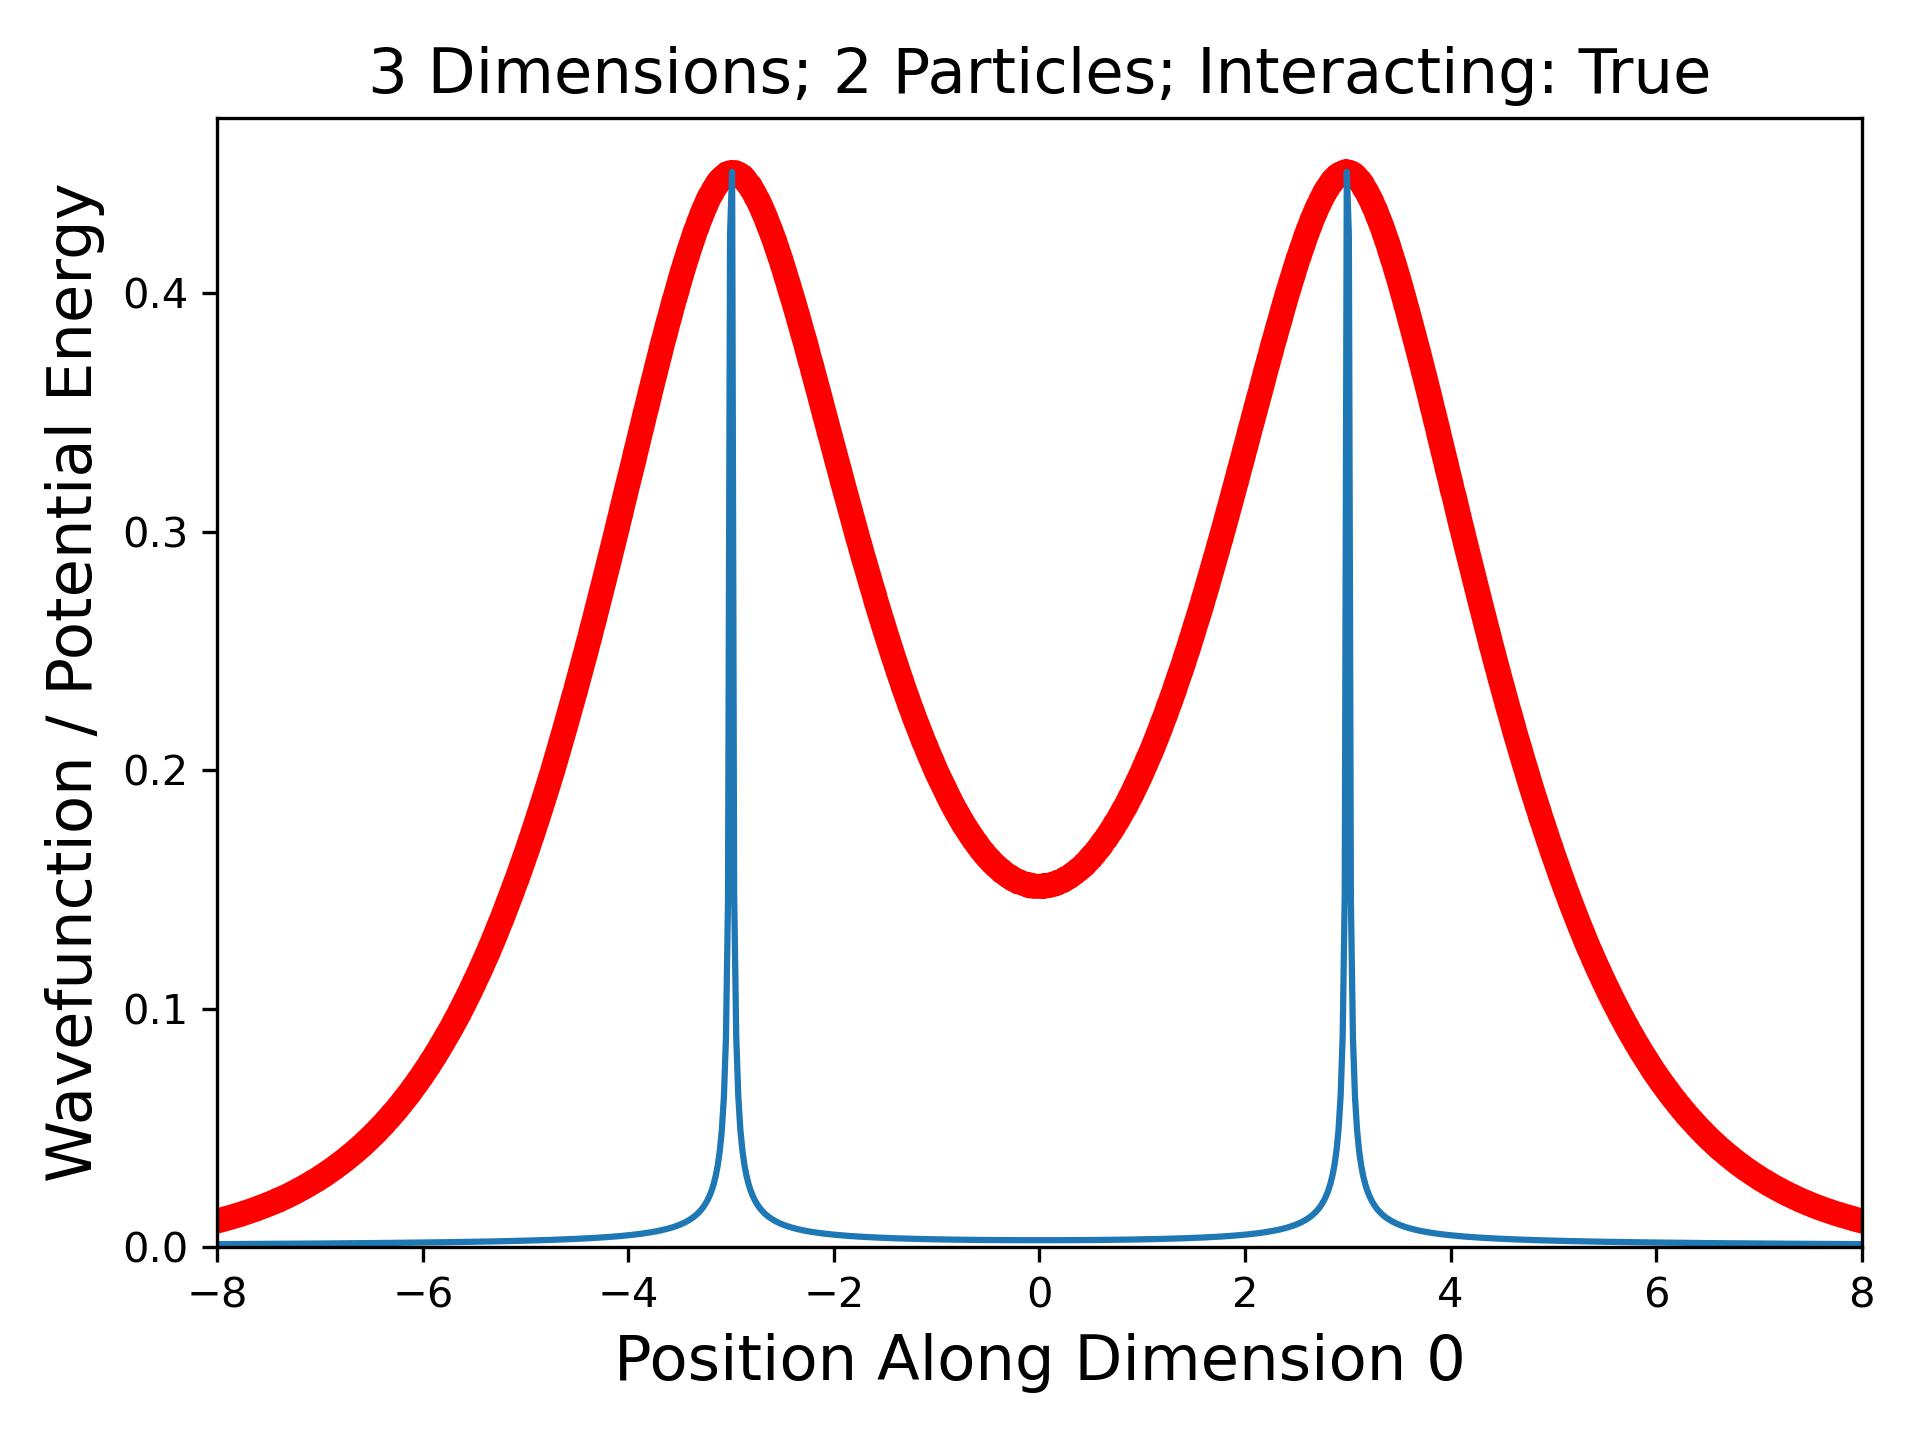 3 Dimensions; 2 Particles; Interacting: True
Wavefunction / Potential Energy
0.4
0.3
0.2
0.1
0.0
−8 −6 −4 −2 0 2 4 6 8
Position Along Dimension 0